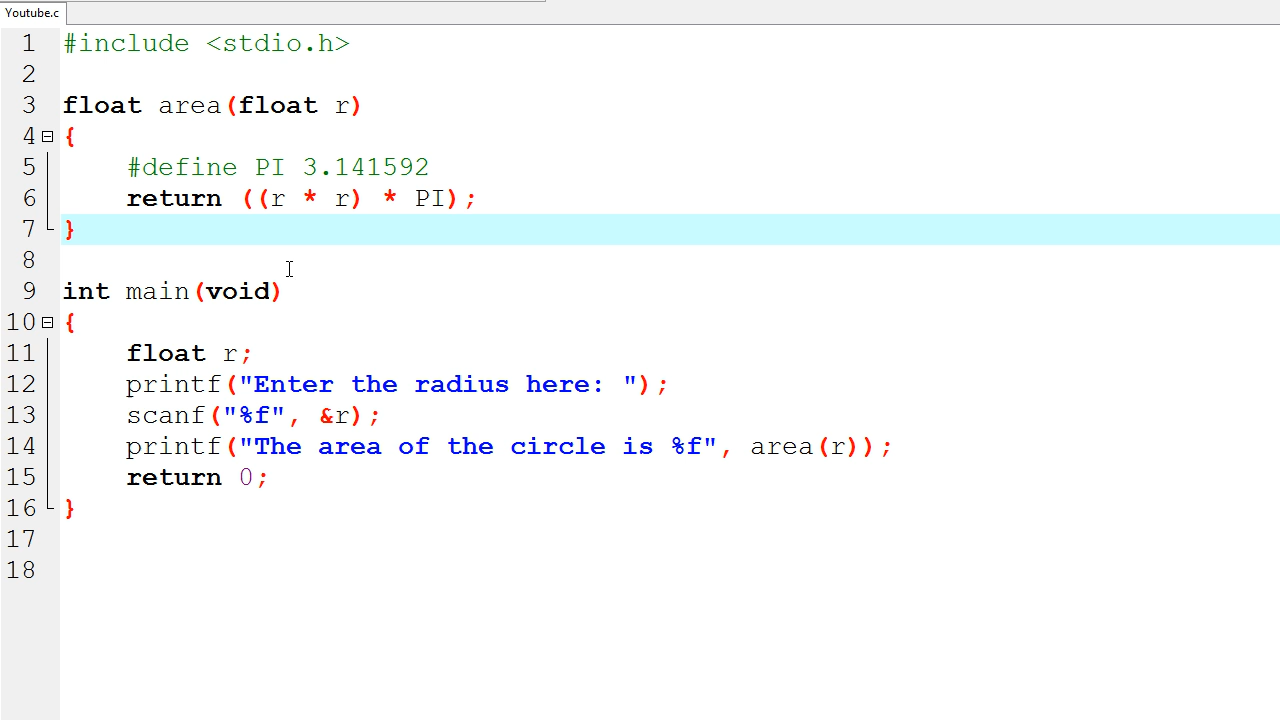 Youtube.c
1 #include <stdio.h>
2
3 float area(float r)
4 {
5 #define PI 3.141592
6 return ((r * r) * PI);
7 }
8
9 int main(void)
10 {
11 float r;
12 printf("Enter the radius here: ");
13 scanf("%f", &r);
14 printf("The area of the circle is %f", area(r));
15 return 0;
16 }
17
18